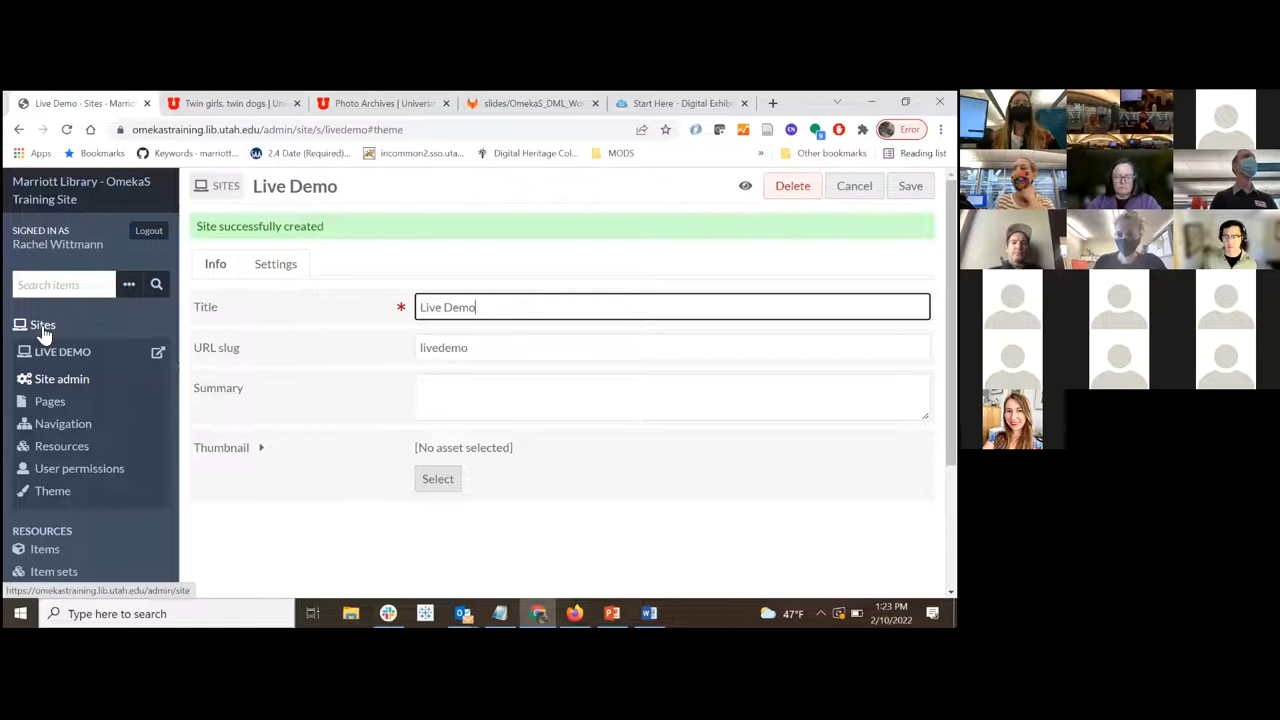 Live Demo - Sites - Marrio
Twin girls, twin dogs | Un
Photo Archives | Univers
slides/OmekaS_DML_Wo
Start Here - Digital Exhib
omekastraining.lib.utah.edu/admin/site/s/livedemo#theme
Error
Apps
Bookmarks
Keywords - marriott...
2.4 Date (Required)...
incommon2.sso.uta...
Digital Heritage Col...
MODS
»
Other bookmarks
Reading list
Marriott Library - OmekaS
Training Site
SIGNED IN AS
Rachel Wittmann
Logout
Search items
Sites
LIVE DEMO
Site admin
Pages
Navigation
Resources
User permissions
Theme
RESOURCES
Items
Item sets
https://omekastraining.lib.utah.edu/admin/site
SITES
Live Demo
Delete
Cancel
Save
Site successfully created
Info
Settings
Title
*
Live Demo
URL slug
livedemo
Summary
Thumbnail
[No asset selected]
Select
Type here to search
47°F
1:23 PM
2/10/2022